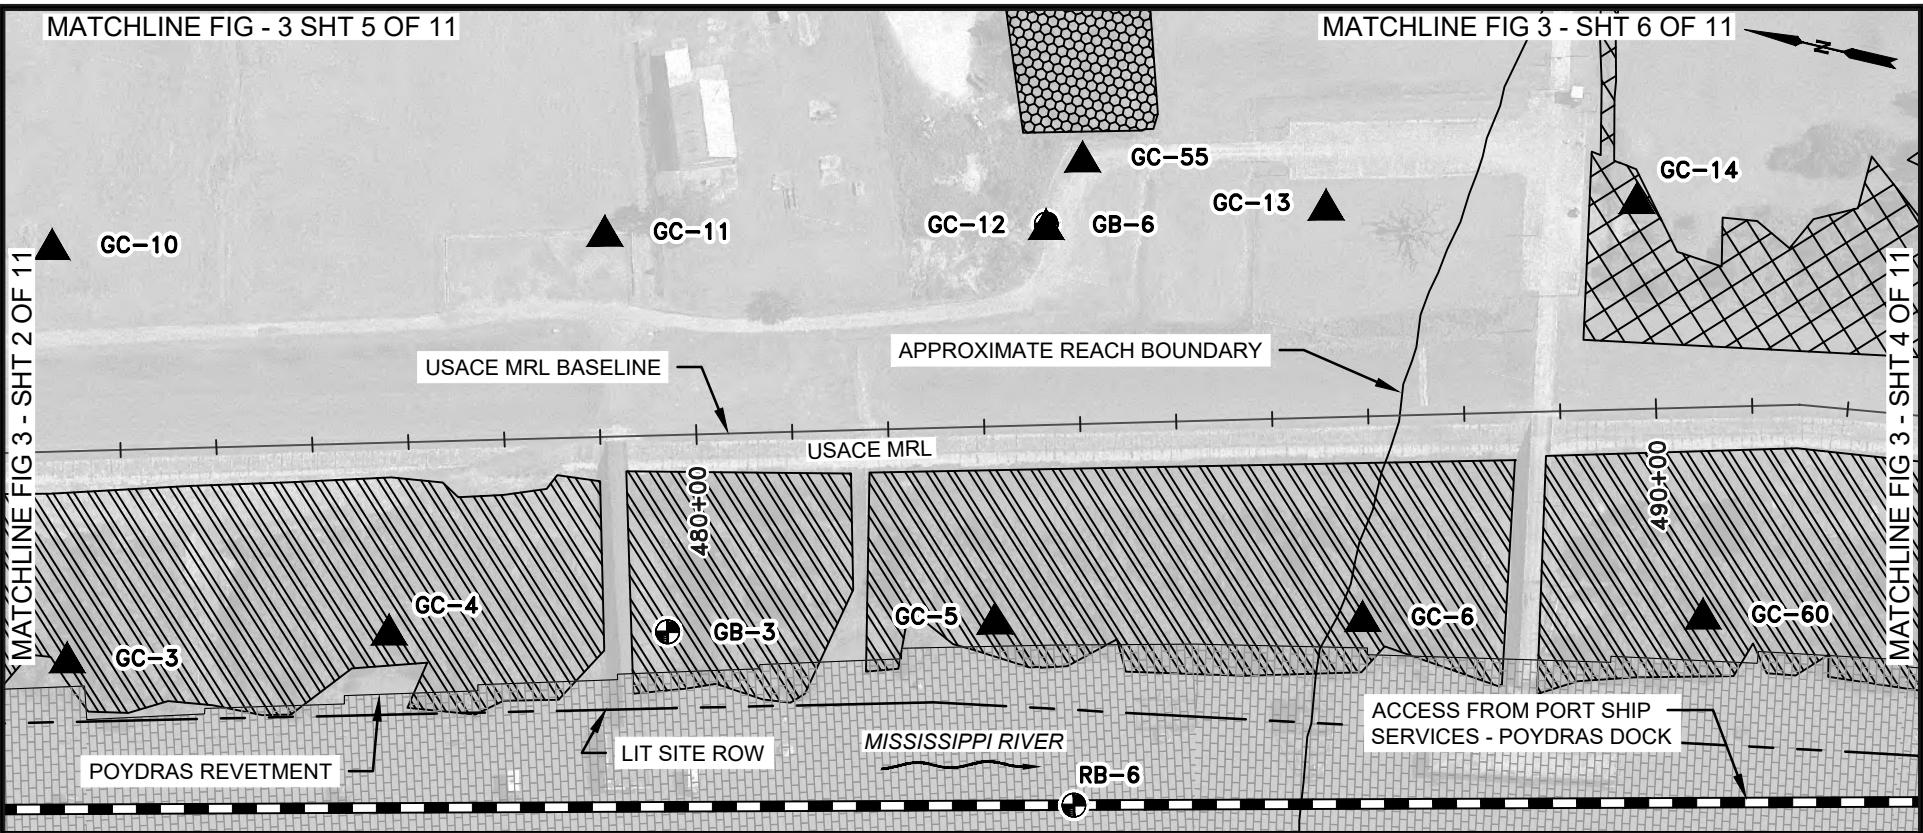 MATCHLINE FIG - 3 SHT 5 OF 11
MATCHLINE FIG 3 - SHT 6 OF 11
N
GC-55
GC-14
GC-13
GC-12
GB-6
GC-11
GC-10
MATCHLINE FIG 3 - SHT 2 OF 11
MATCHLINE FIG 3 - SHT 4 OF 11
APPROXIMATE REACH BOUNDARY
USACE MRL BASELINE
USACE MRL
480+00
490+00
GC-4
GC-5
GC-6
GC-60
GB-3
GC-3
ACCESS FROM PORT SHIP
SERVICES - POYDRAS DOCK
MISSISSIPPI RIVER
LIT SITE ROW
POYDRAS REVETMENT
RB-6